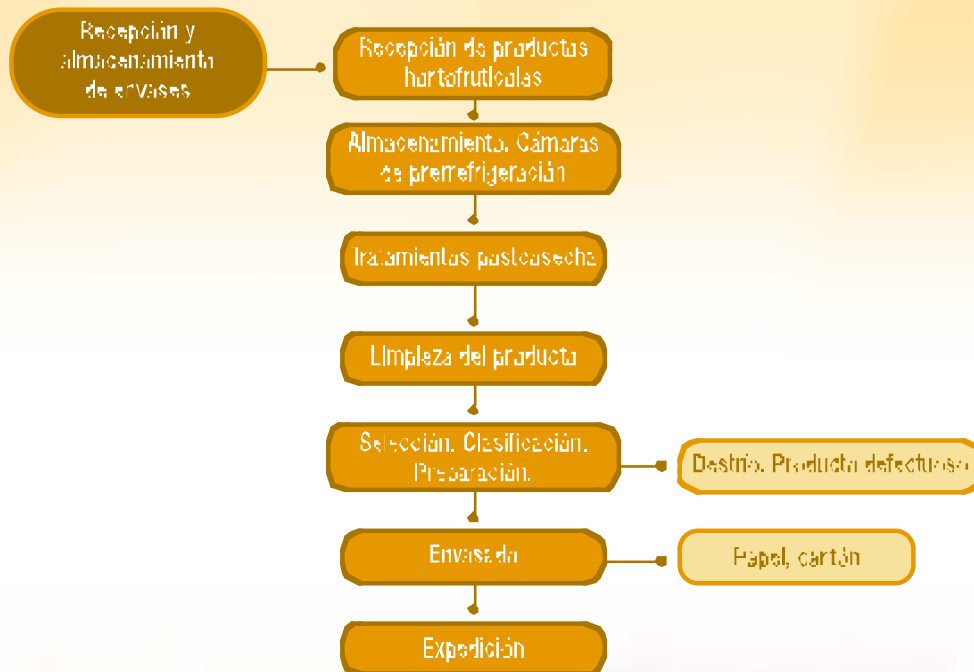 Recepción y
almacenamiento
de envases
Recepción de productos
hortofrutícolas
Almacenamiento. Cámaras
de prerrefrigeración
Tratamientos postcosecha
Limpieza del producto
Selección. Clasificación.
Preparación.
Destrío. Producto defectuoso
Envasado
Papel, cartón
Expedición